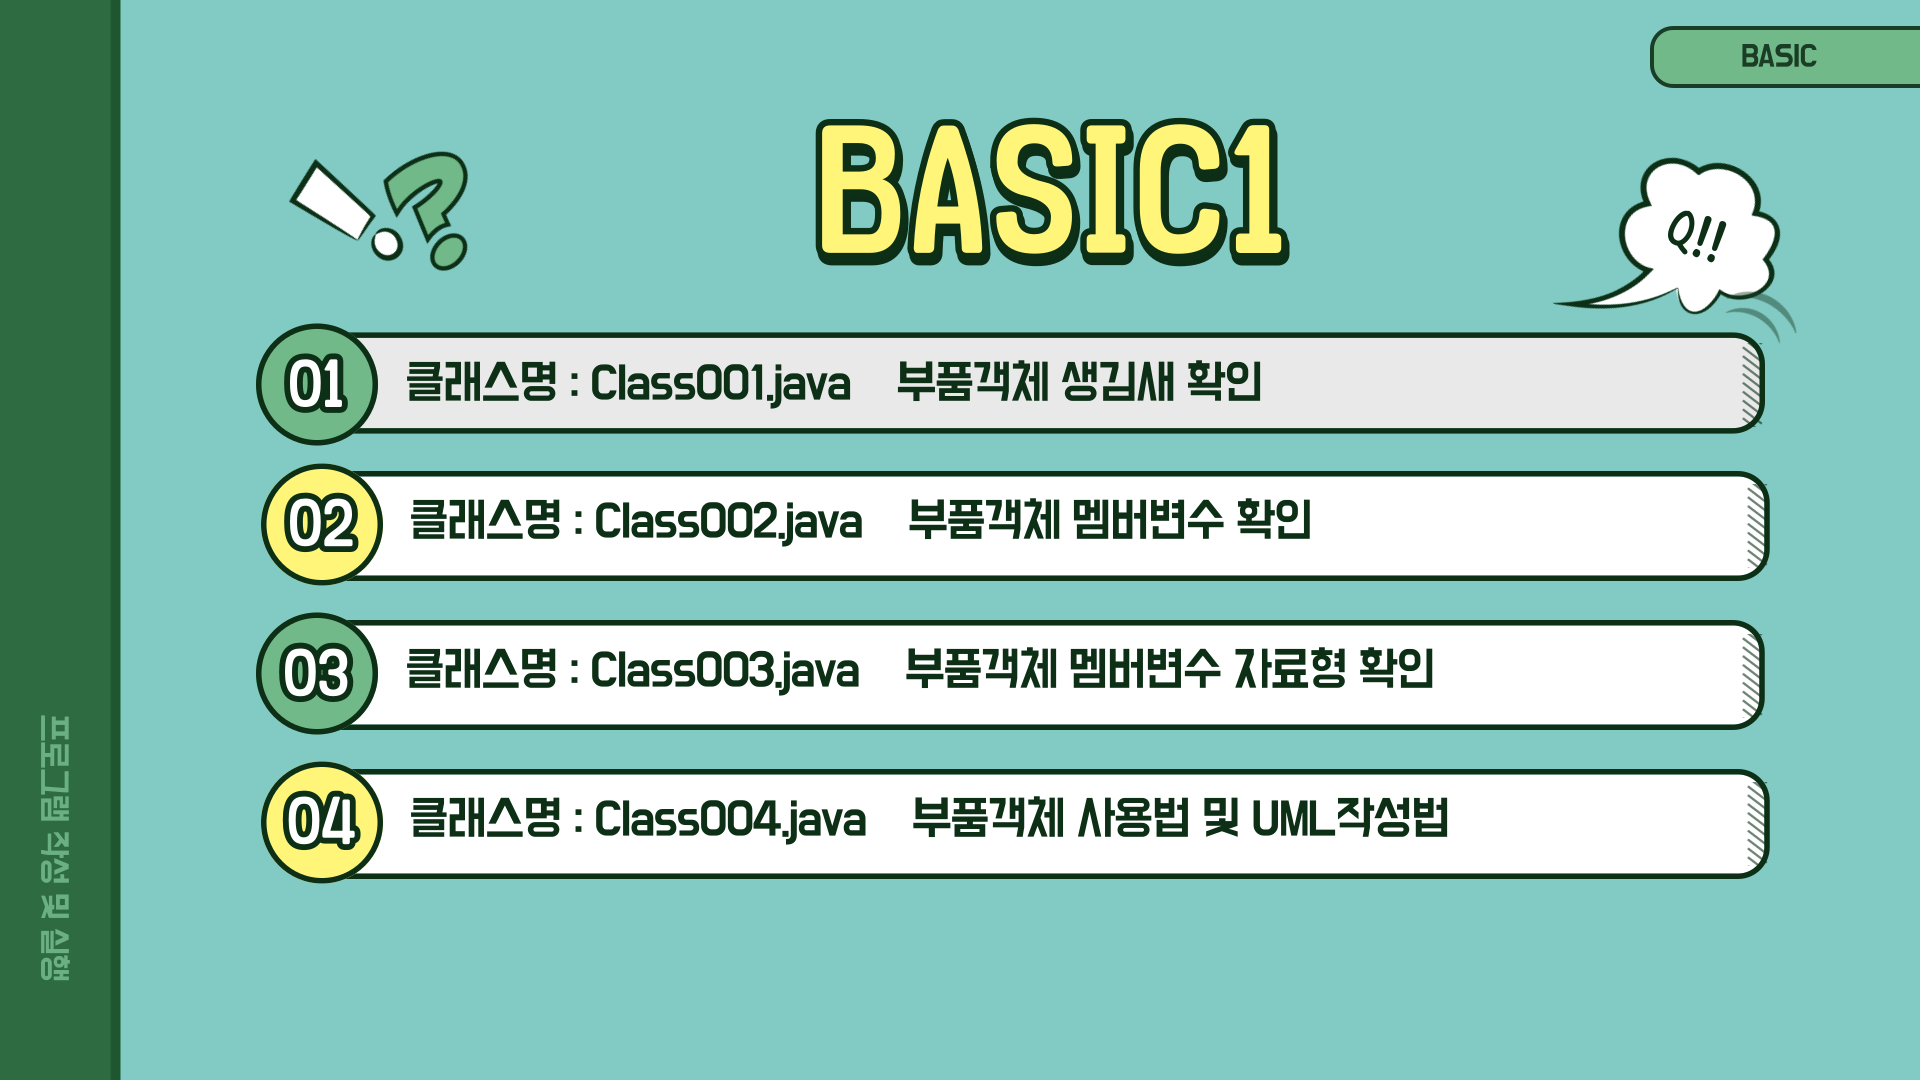 BASIC
BASIC1
!?
Q!!
01 클래스명 : Class001.java 부품객체 생김새 확인
02 클래스명 : Class002.java 부품객체 멤버변수 확인
03 클래스명 : Class003.java 부품객체 멤버변수 자료형 확인
04 클래스명 : Class004.java 부품객체 사용법 및 UML작성법
프로그램 작성 및 실행